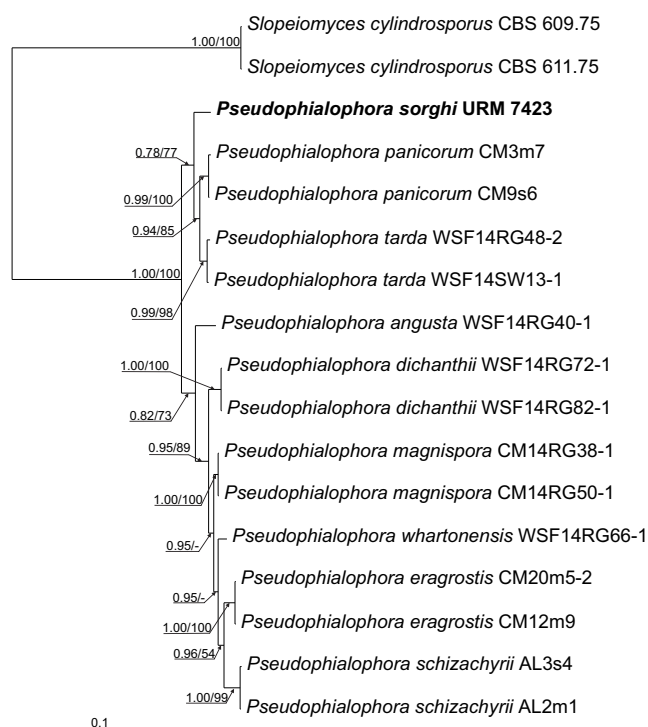 Slopeiomyces cylindrosporus CBS 609.75
1.00/100
Slopeiomyces cylindrosporus CBS 611.75
Pseudophialophora sorghi URM 7423
0.78/77
Pseudophialophora panicorum CM3m7
0.99/100
Pseudophialophora panicorum CM9s6
0.94/85
Pseudophialophora tarda WSF14RG48-2
1.00/100
Pseudophialophora tarda WSF14SW13-1
0.99/98
Pseudophialophora angusta WSF14RG40-1
1.00/100
Pseudophialophora dichanthii WSF14RG72-1
0.82/73
Pseudophialophora dichanthii WSF14RG82-1
0.95/89
Pseudophialophora magnispora CM14RG38-1
1.00/100
Pseudophialophora magnispora CM14RG50-1
0.95/-
Pseudophialophora whartonensis WSF14RG66-1
0.95/-
Pseudophialophora eragrostis CM20m5-2
1.00/100
Pseudophialophora eragrostis CM12m9
0.96/54
Pseudophialophora schizachyrii AL3s4
1.00/99
Pseudophialophora schizachyrii AL2m1
0.1